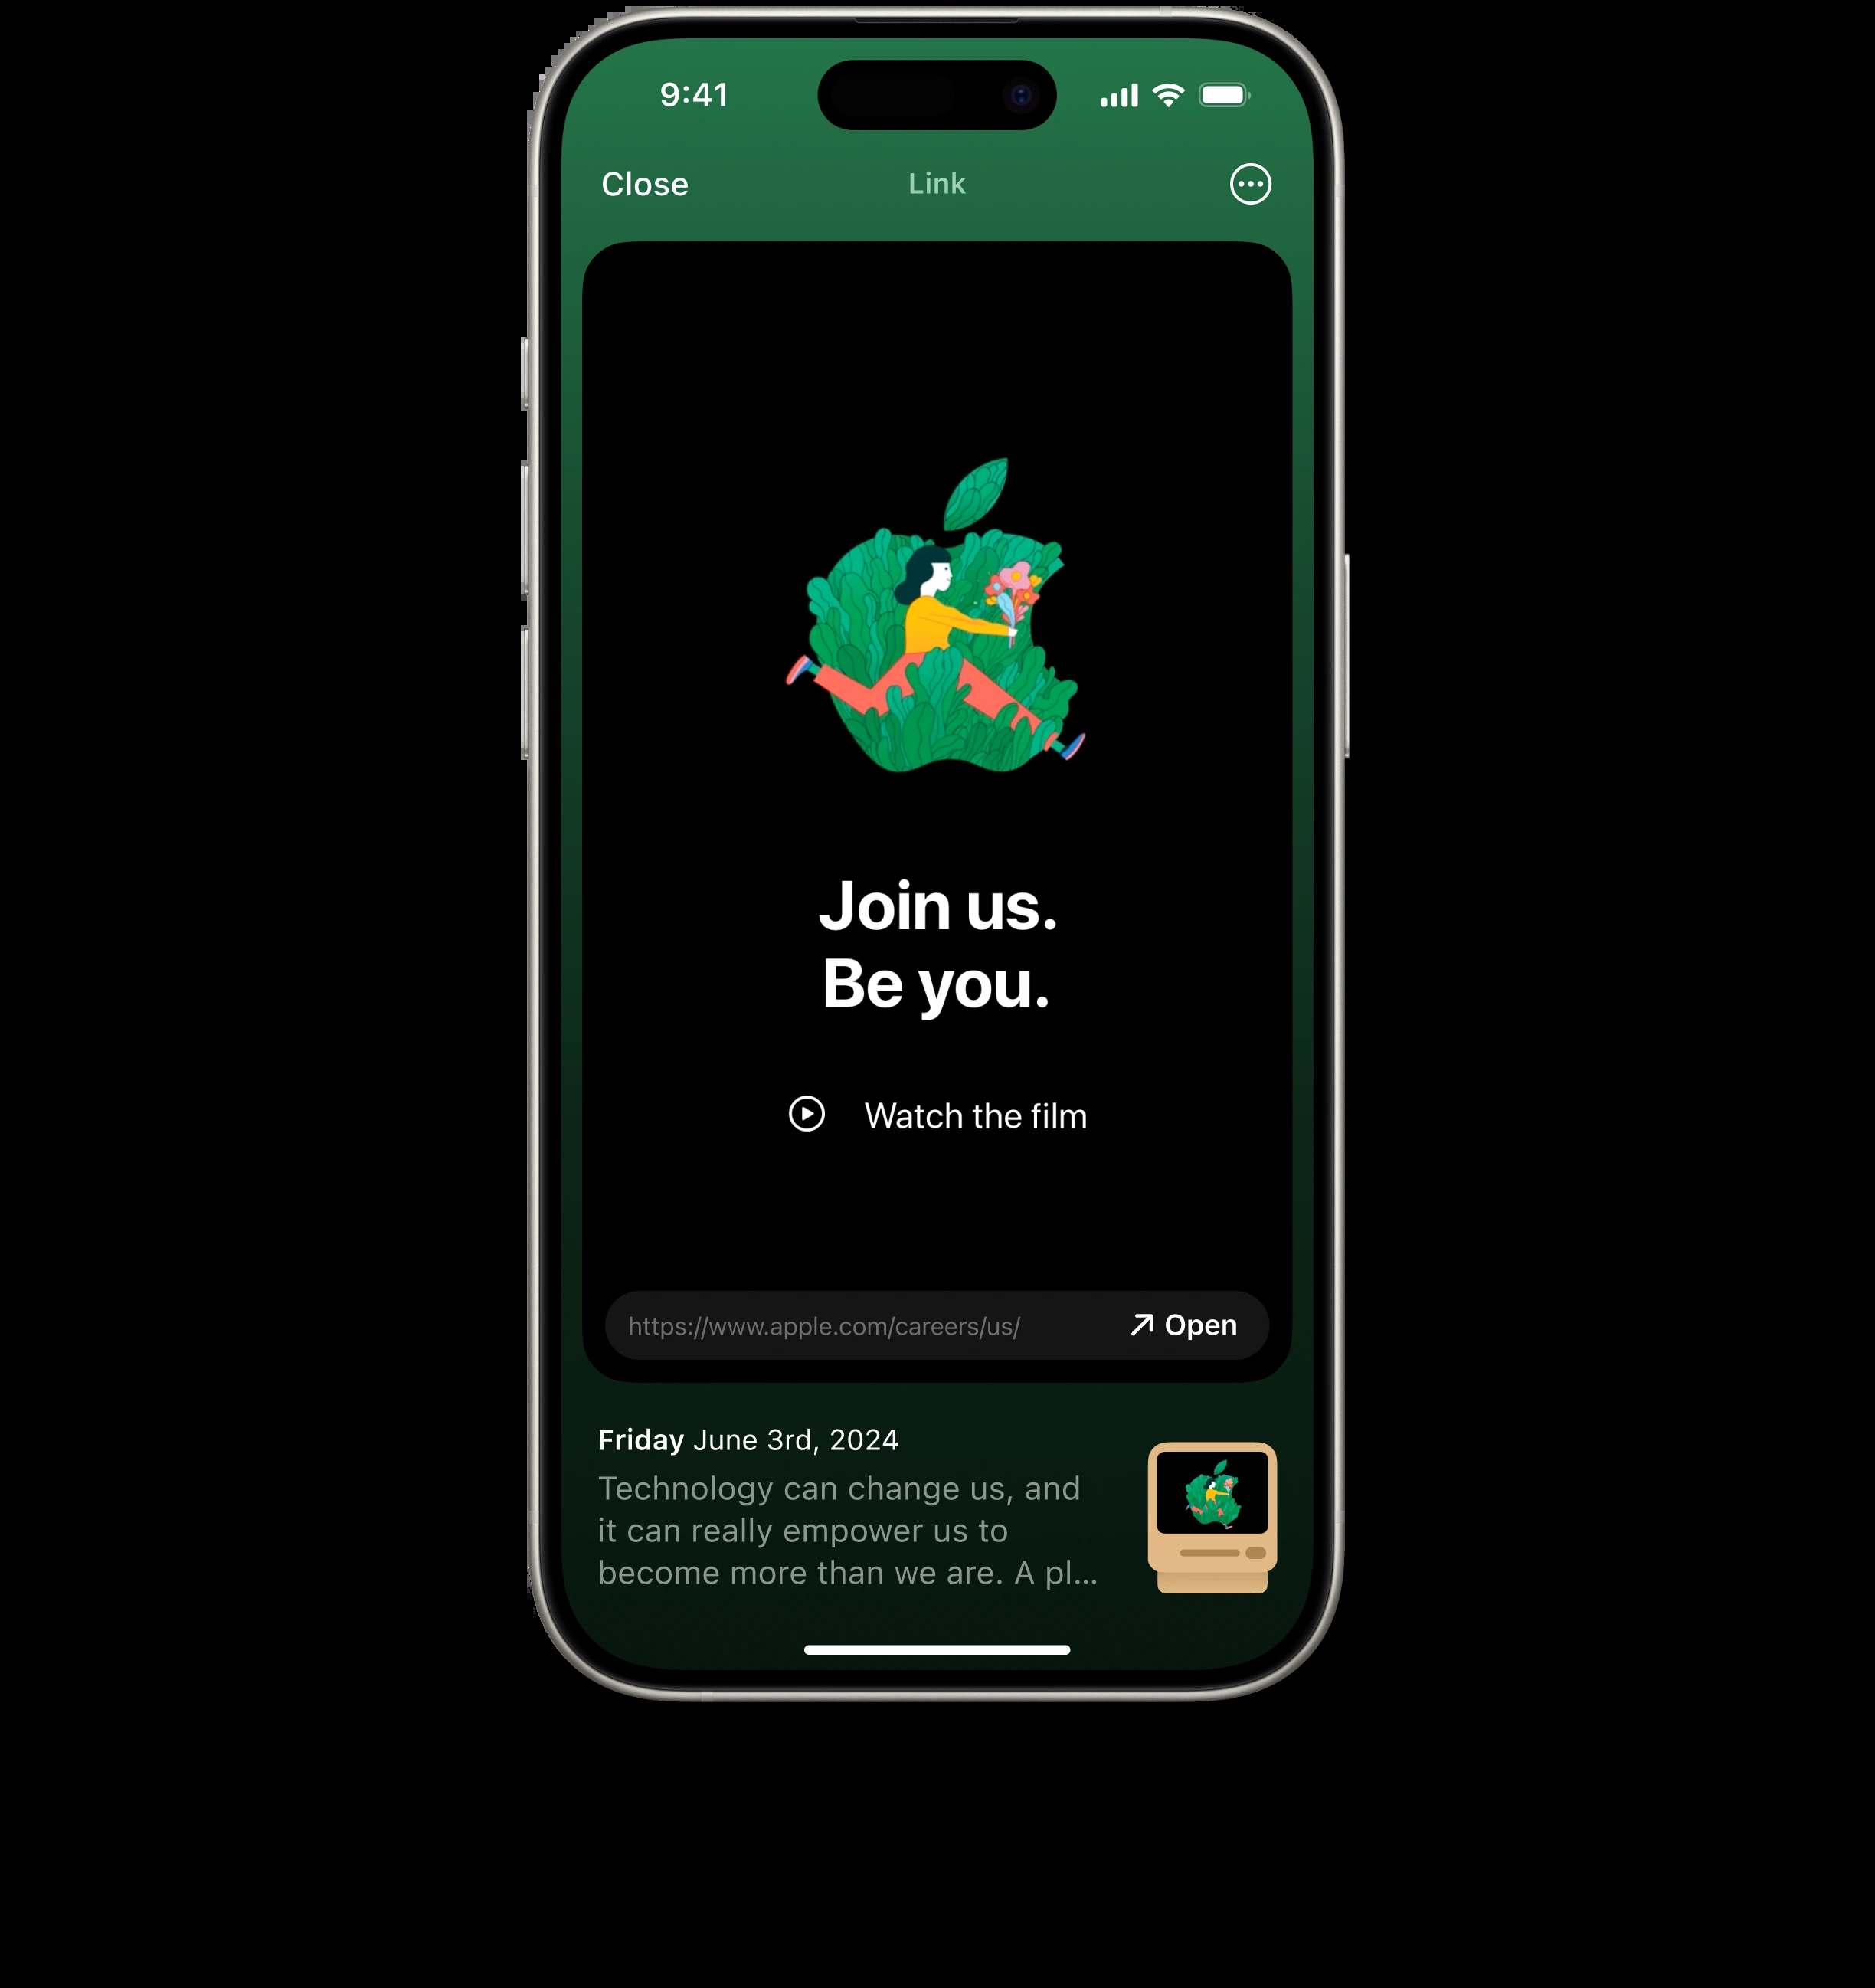 9:41
Close
Link
Join us.
Be you.
Watch the film
https://www.apple.com/careers/us/
Open
Friday June 3rd, 2024
Technology can change us, and
it can really empower us to
become more than we are. A pl...